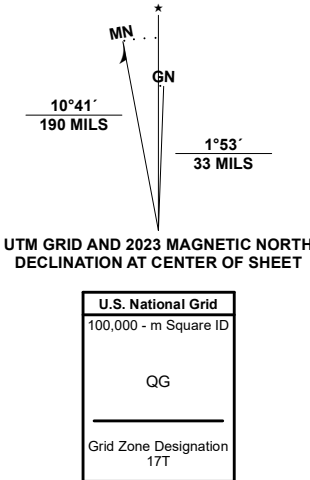 MN
GN
10°41´
190 MILS
1°53´
33 MILS
UTM GRID AND 2023 MAGNETIC NORTH
DECLINATION AT CENTER OF SHEET
U.S. National Grid
100,000 - m Square ID
QG
Grid Zone Designation
17T